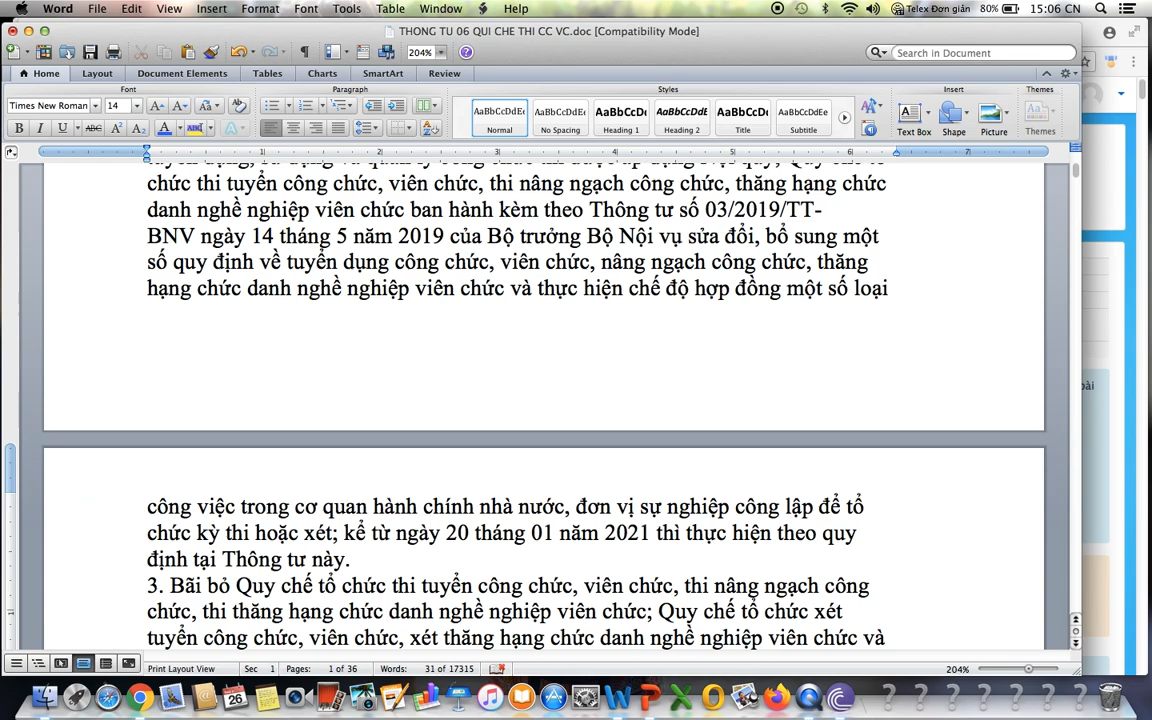 Word File Edit View Insert Format Font Tools Table Window Help Telex Đơn giản 80% 15:06 CN
THONG TU 06 QUI CHE THI CC VC.doc [Compatibility Mode]
204% Search in Document
Home Layout Document Elements Tables Charts SmartArt Review
Font Paragraph Styles Insert Themes
Times New Roman 14
AaBbCcDdEe AaBbCcDdEe AaBbCcDc AaBbCcDdEe AaBbCcDc AaBbCcDdEe
Normal No Spacing Heading 1 Heading 2 Title Subtitle Text Box Shape Picture Themes
chức thi tuyển công chức, viên chức, thi nâng ngạch công chức, thăng hạng chức
danh nghề nghiệp viên chức ban hành kèm theo Thông tư số 03/2019/TT-
BNV ngày 14 tháng 5 năm 2019 của Bộ trưởng Bộ Nội vụ sửa đổi, bổ sung một
số quy định về tuyển dụng công chức, viên chức, nâng ngạch công chức, thăng
hạng chức danh nghề nghiệp viên chức và thực hiện chế độ hợp đồng một số loại
công việc trong cơ quan hành chính nhà nước, đơn vị sự nghiệp công lập để tổ
chức kỳ thi hoặc xét; kể từ ngày 20 tháng 01 năm 2021 thì thực hiện theo quy
định tại Thông tư này.
3. Bãi bỏ Quy chế tổ chức thi tuyển công chức, viên chức, thi nâng ngạch công
chức, thi thăng hạng chức danh nghề nghiệp viên chức; Quy chế tổ chức xét
tuyển công chức, viên chức, xét thăng hạng chức danh nghề nghiệp viên chức và
Print Layout View Sec 1 Pages: 1 of 36 Words: 31 of 17315 204%